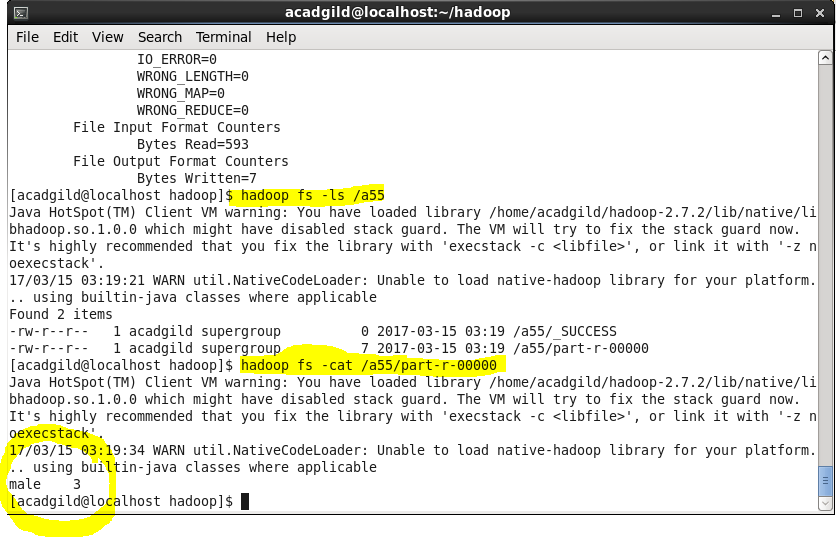 acadgild@localhost:~/hadoop
File Edit View Search Terminal Help
IO_ERROR=0
WRONG_LENGTH=0
WRONG_MAP=0
WRONG_REDUCE=0
File Input Format Counters
Bytes Read=593
File Output Format Counters
Bytes Written=7
[acadgild@localhost hadoop]$ hadoop fs -ls /a55
Java HotSpot(TM) Client VM warning: You have loaded library /home/acadgild/hadoop-2.7.2/lib/native/li
bhadoop.so.1.0.0 which might have disabled stack guard. The VM will try to fix the stack guard now.
It's highly recommended that you fix the library with 'execstack -c <libfile>', or link it with '-z n
oexecstack'.
17/03/15 03:19:21 WARN util.NativeCodeLoader: Unable to load native-hadoop library for your platform.
.. using builtin-java classes where applicable
Found 2 items
-rw-r--r--   1 acadgild supergroup          0 2017-03-15 03:19 /a55/_SUCCESS
-rw-r--r--   1 acadgild supergroup          7 2017-03-15 03:19 /a55/part-r-00000
[acadgild@localhost hadoop]$ hadoop fs -cat /a55/part-r-00000
Java HotSpot(TM) Client VM warning: You have loaded library /home/acadgild/hadoop-2.7.2/lib/native/li
bhadoop.so.1.0.0 which might have disabled stack guard. The VM will try to fix the stack guard now.
It's highly recommended that you fix the library with 'execstack -c <libfile>', or link it with '-z n
oexecstack'.
17/03/15 03:19:34 WARN util.NativeCodeLoader: Unable to load native-hadoop library for your platform.
.. using builtin-java classes where applicable
male    3
[acadgild@localhost hadoop]$